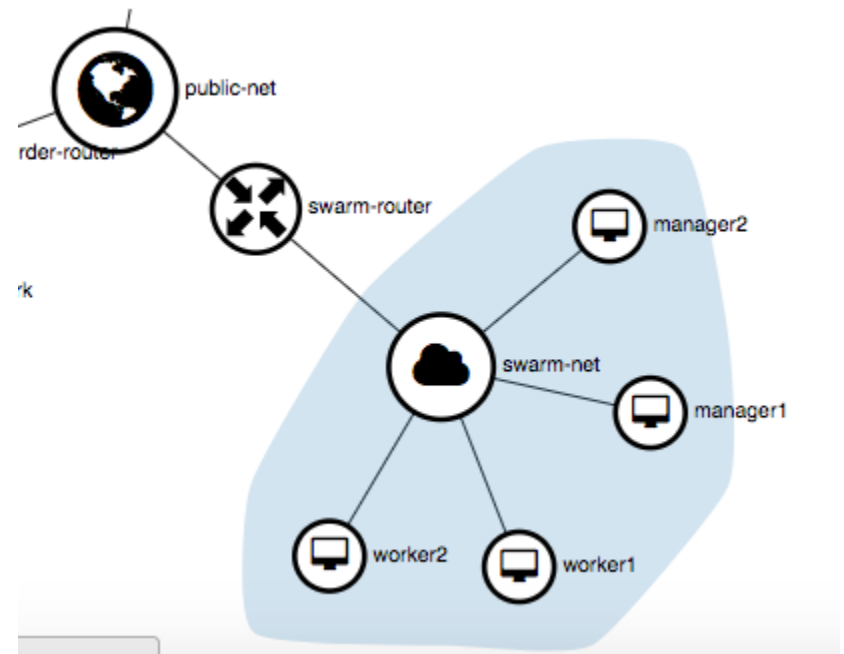 public-net
rder-router
swarm-router
manager2
rk
swarm-net
manager1
worker2
worker1